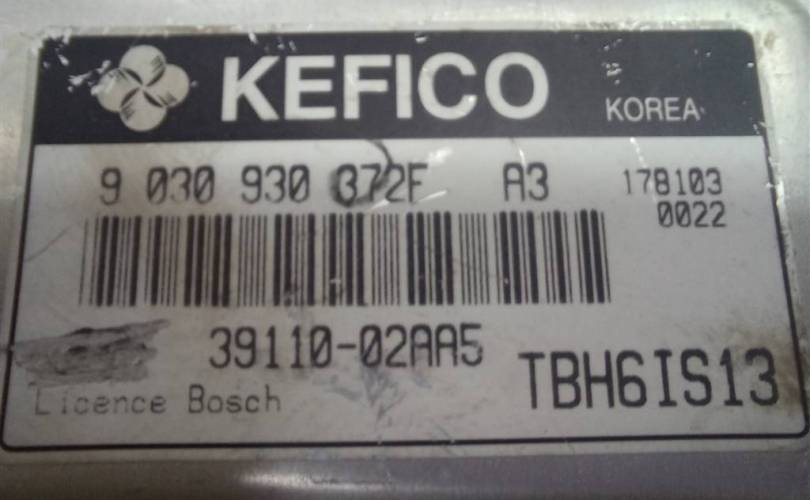 KEFICO KOREA
9 030 930 372F A3 178103
0022
39110-02AA5
TBH6IS13
Licence Bosch